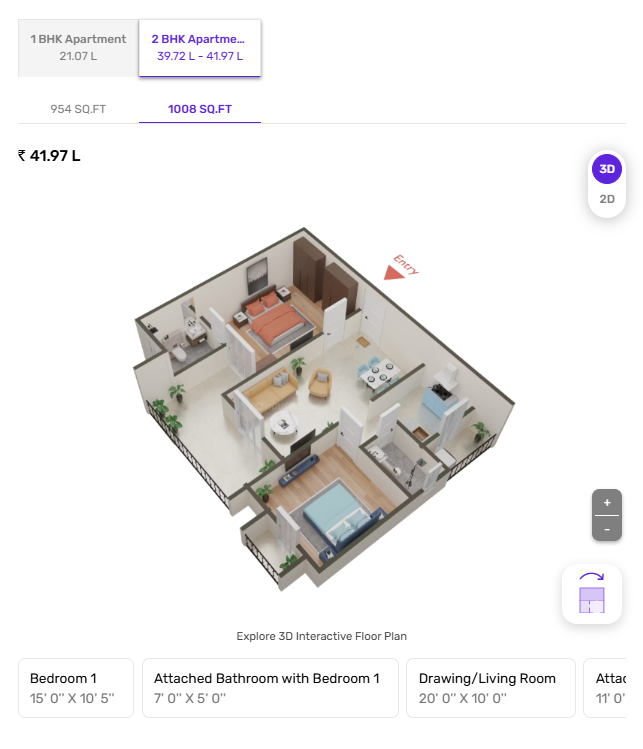 1 BHK Apartment
21.07 L
2 BHK Apartme...
39.72 L - 41.97 L
954 SQ.FT
1008 SQ.FT
₹ 41.97 L
3D
2D
Entry
+
-
Explore 3D Interactive Floor Plan
Bedroom 1
15' 0'' X 10' 5''
Attached Bathroom with Bedroom 1
7' 0'' X 5' 0''
Drawing/Living Room
20' 0'' X 10' 0''
Attac
11' 0'